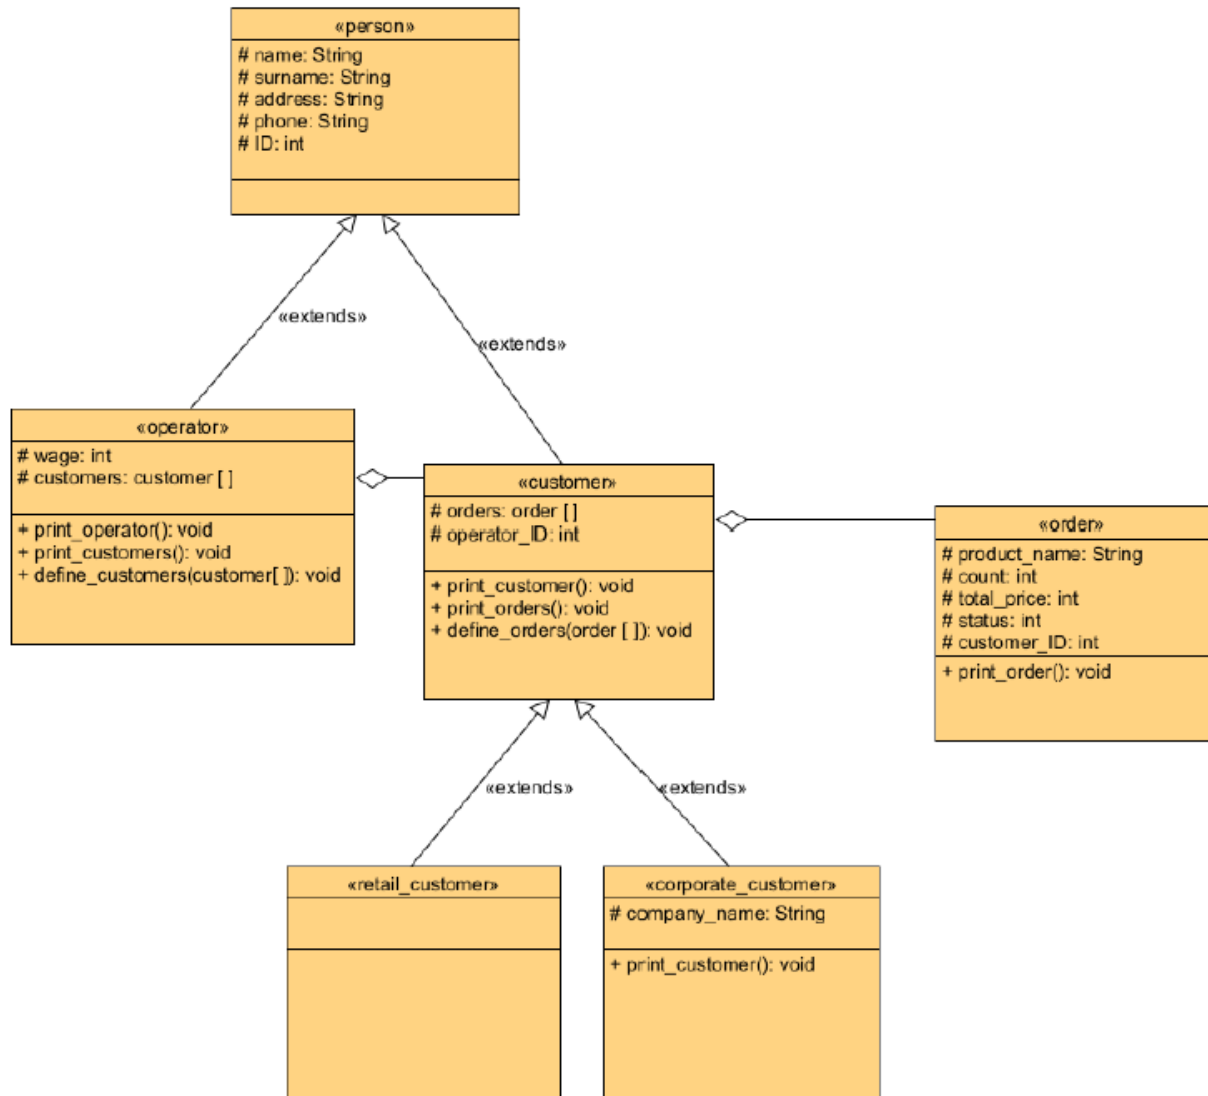 «person»
# name: String
# surname: String
# address: String
# phone: String
# ID: int
«extends»
«extends»
«operator»
# wage: int
# customers: customer [ ]
+ print_operator(): void
+ print_customers(): void
+ define_customers(customer[ ]): void
«customer»
# orders: order [ ]
# operator_ID: int
+ print_customer(): void
+ print_orders(): void
+ define_orders(order [ ]): void
«order»
# product_name: String
# count: int
# total_price: int
# status: int
# customer_ID: int
+ print_order(): void
«extends»
«extends»
«retail_customer»
«corporate_customer»
# company_name: String
+ print_customer(): void